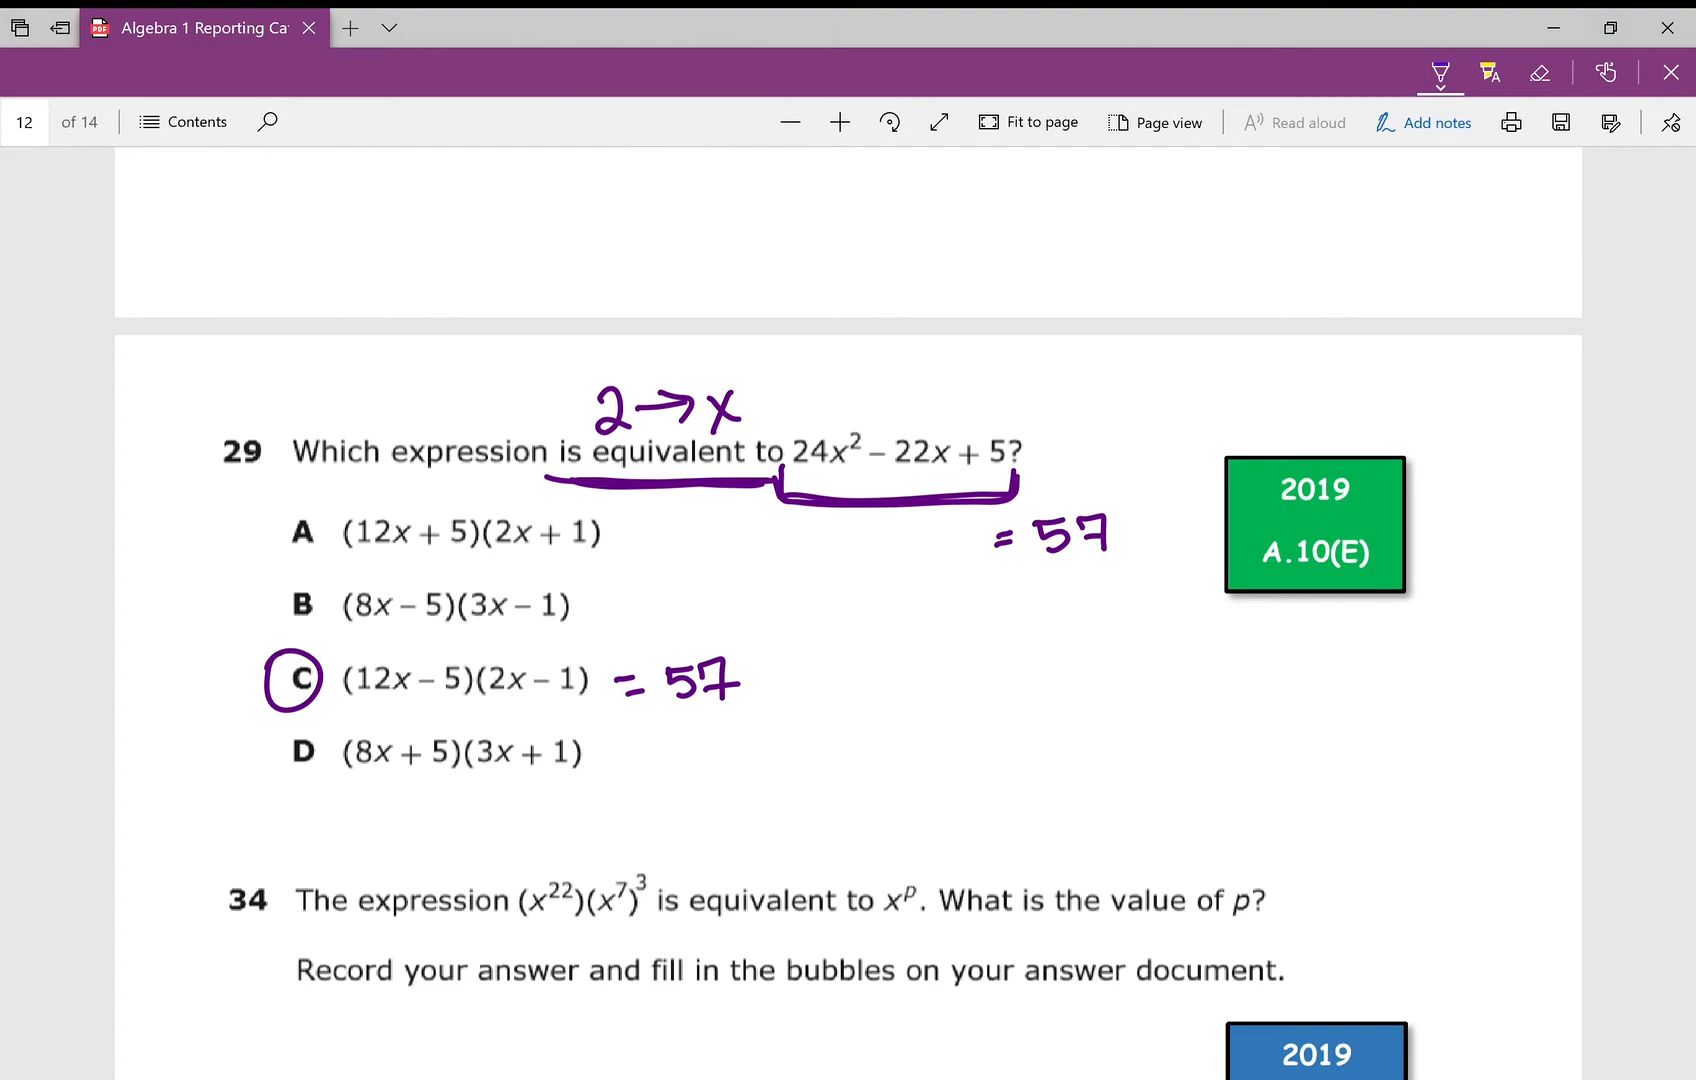 Algebra 1 Reporting Ca
12 of 14 Contents Fit to page Page view Read aloud Add notes
2 → x
29 Which expression is equivalent to 24x² – 22x + 5?
= 57
A (12x + 5)(2x + 1)
B (8x – 5)(3x – 1)
C (12x – 5)(2x – 1) = 57
D (8x + 5)(3x + 1)
2019
A.10(E)
34 The expression (x²²)(x⁷)³ is equivalent to xᵖ. What is the value of p?
Record your answer and fill in the bubbles on your answer document.
2019